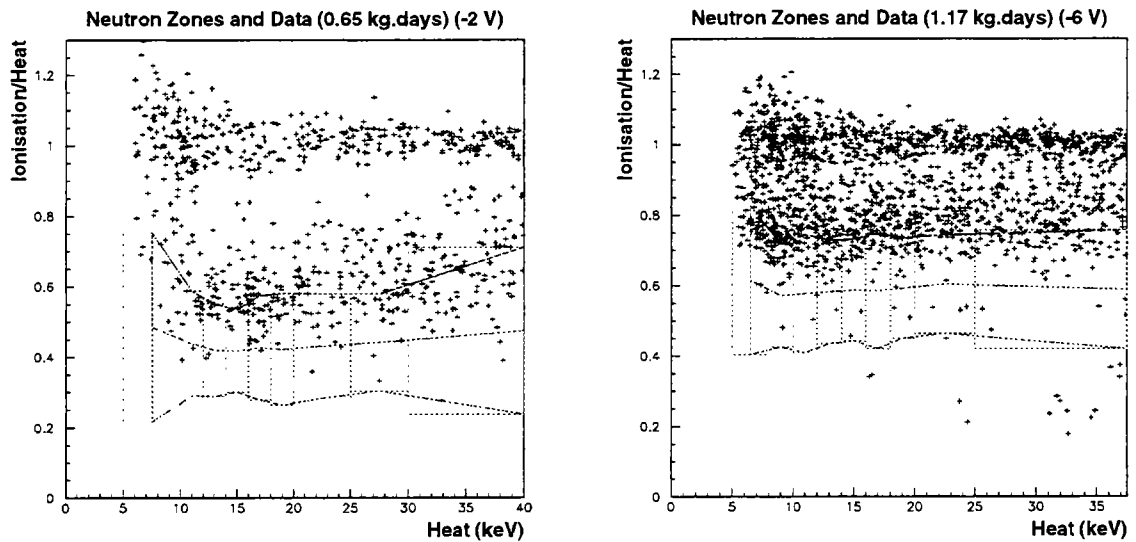 Neutron Zones and Data (0.65 kg.days) (-2 V)
Ionisation/Heat
1.2
1
0.8
0.6
0.4
0.2
0
0 5 10 15 20 25 30 35 40
Heat (keV)
Neutron Zones and Data (1.17 kg.days) (-6 V)
Ionisation/Heat
1.2
1
0.8
0.6
0.4
0.2
0
0 5 10 15 20 25 30 35
Heat (keV)